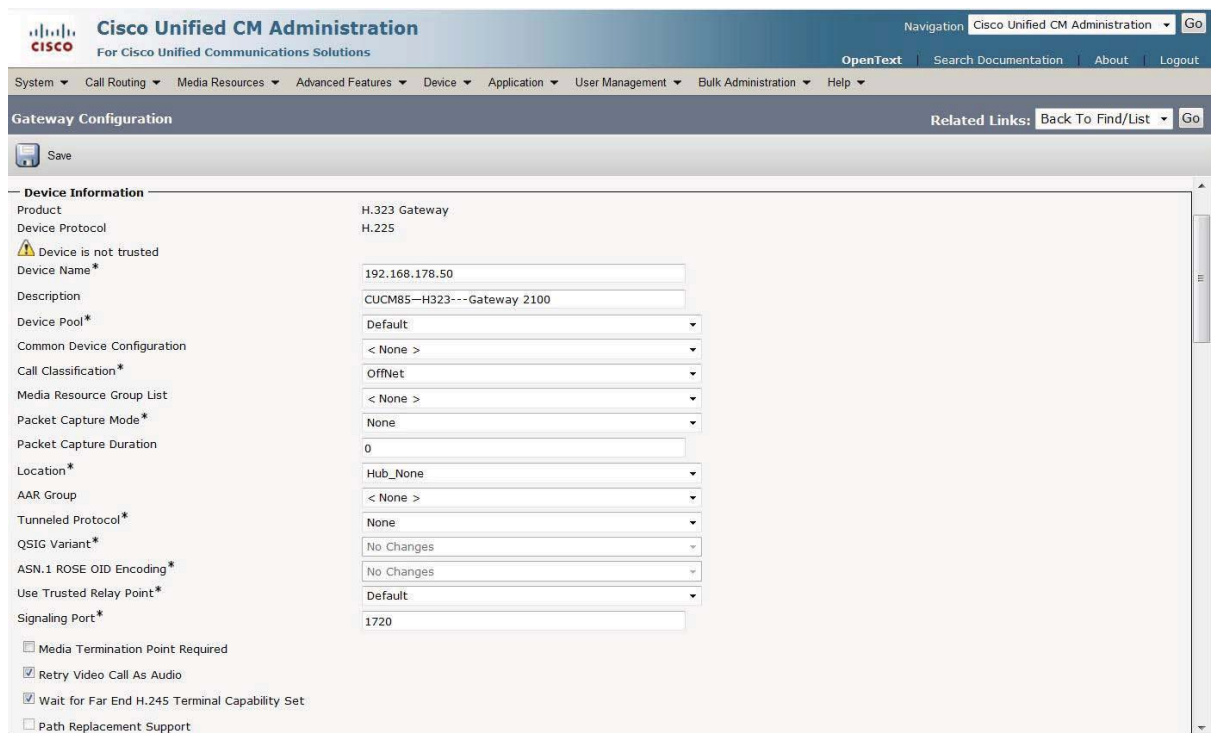 CISCO
Cisco Unified CM Administration
For Cisco Unified Communications Solutions
Navigation Cisco Unified CM Administration Go
OpenText Search Documentation About Logout
System Call Routing Media Resources Advanced Features Device Application User Management Bulk Administration Help
Gateway Configuration Related Links: Back To Find/List Go
Save
Device Information
Product H.323 Gateway
Device Protocol H.225
Device is not trusted
Device Name* 192.168.178.50
Description CUCM85—H323---Gateway 2100
Device Pool* Default
Common Device Configuration < None >
Call Classification* OffNet
Media Resource Group List < None >
Packet Capture Mode* None
Packet Capture Duration 0
Location* Hub_None
AAR Group < None >
Tunneled Protocol* None
QSIG Variant* No Changes
ASN.1 ROSE OID Encoding* No Changes
Use Trusted Relay Point* Default
Signaling Port* 1720
Media Termination Point Required
Retry Video Call As Audio
Wait for Far End H.245 Terminal Capability Set
Path Replacement Support